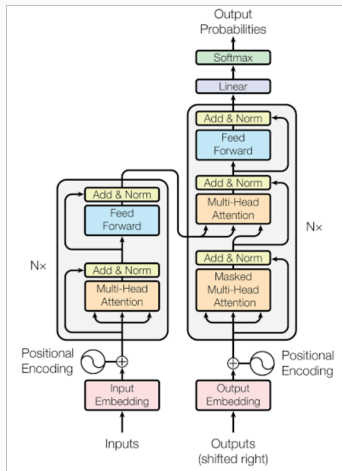 Output
Probabilities
Softmax
Linear
Add & Norm
Feed
Forward
Add & Norm
Multi-Head
Attention
Add & Norm
Masked
Multi-Head
Attention
Nx
Add & Norm
Feed
Forward
Add & Norm
Multi-Head
Attention
Nx
Positional
Encoding
Positional
Encoding
Input
Embedding
Output
Embedding
Inputs
Outputs
(shifted right)